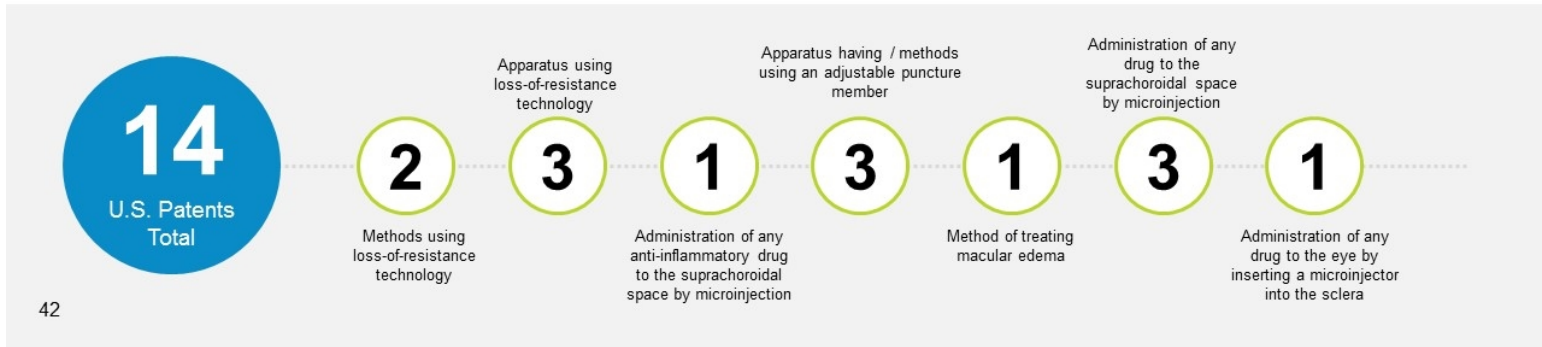 14
U.S. Patents
Total
2
Methods using
loss-of-resistance
technology
Apparatus using
loss-of-resistance
technology
3
1
Administration of any
anti-inflammatory drug
to the suprachoroidal
space by microinjection
Apparatus having / methods
using an adjustable puncture
member
3
1
Method of treating
macular edema
Administration of any
drug to the
suprachoroidal space
by microinjection
3
1
Administration of any
drug to the eye by
inserting a microinjector
into the sclera
42